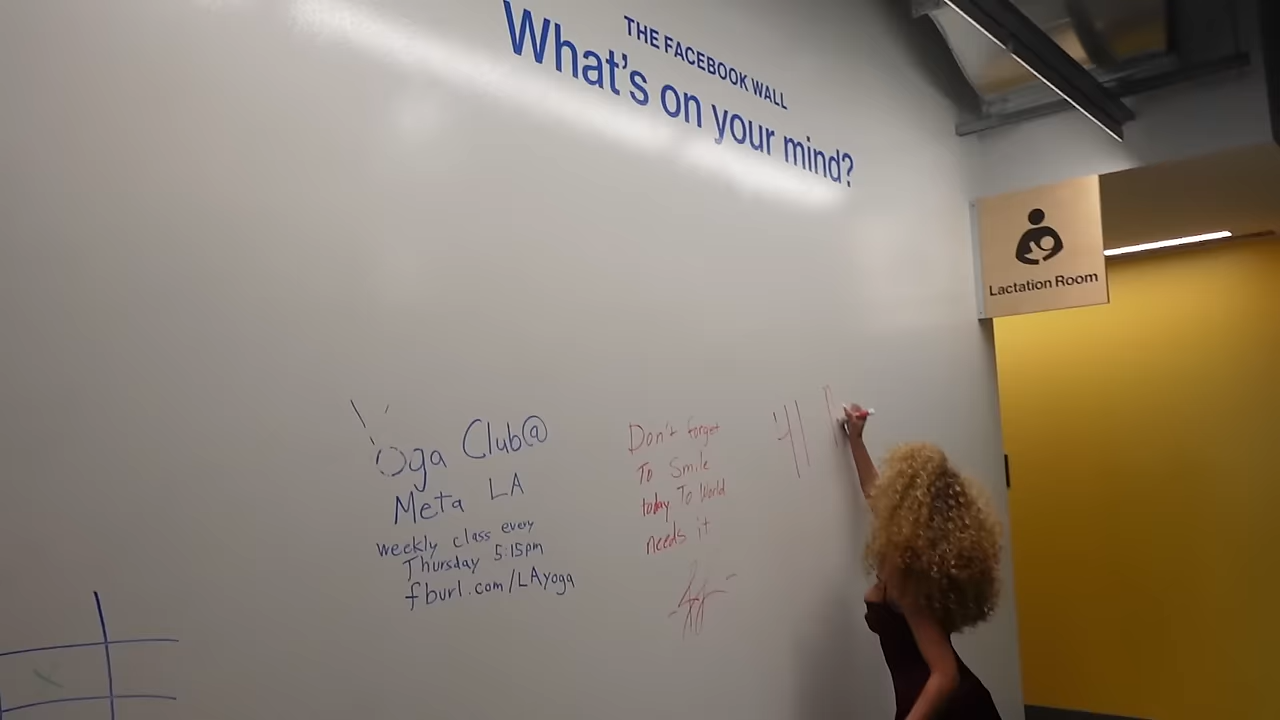 THE FACEBOOK WALL
What's on your mind?
Lactation Room
Yoga Club@
Meta LA
weekly class every
Thursday 5:15pm
fburl.com/LAyoga
Don't forget
To Smile
today To World
needs it